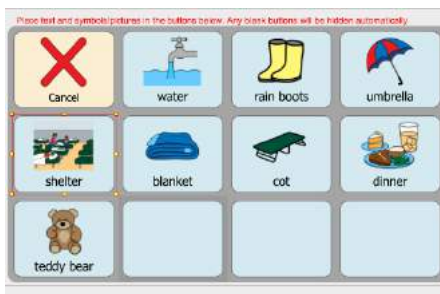 Place text and symbols/pictures in the buttons below. Any blank buttons will be hidden automatically.
Cancel
water
rain boots
umbrella
shelter
blanket
cot
dinner
teddy bear